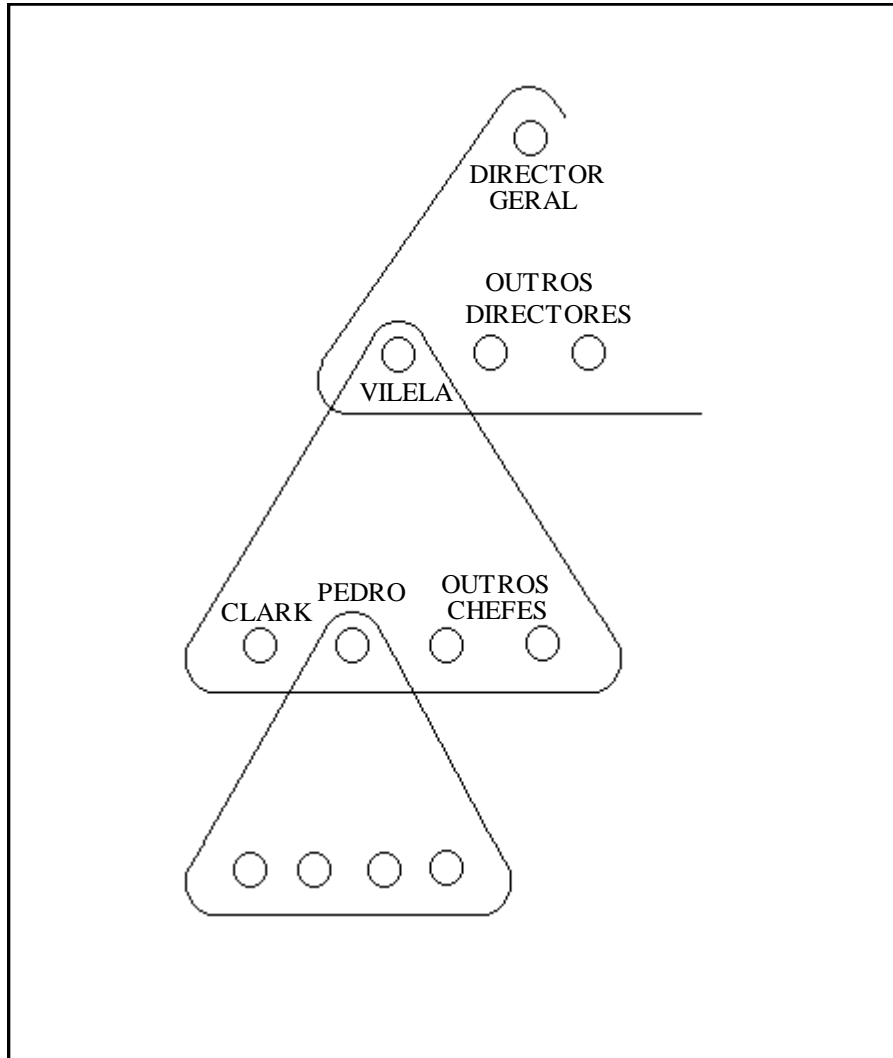 DIRECTOR
GERAL
OUTROS
DIRECTORES
VILELA
CLARK
PEDRO
OUTROS
CHEFES